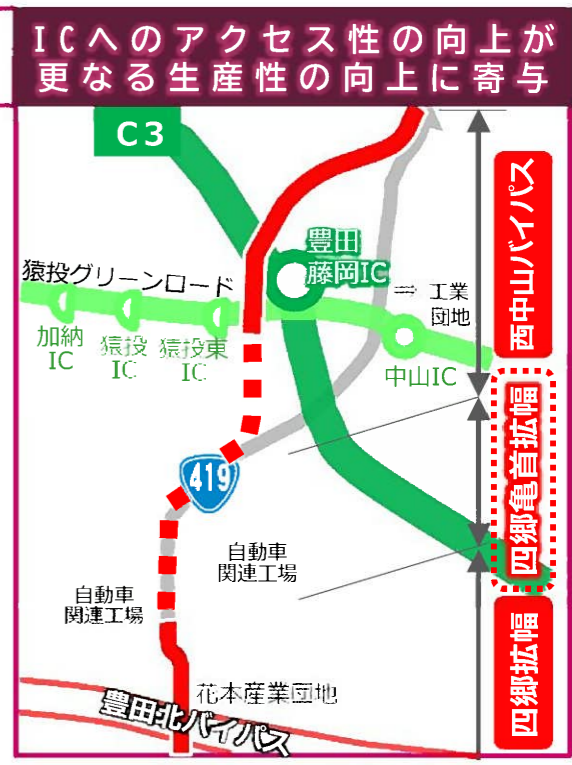 ICへのアクセス性の向上が
更なる生産性の向上に寄与
C3
豊田
藤岡IC
猿投グリーンロード
⇒ 工業
団地
加納
IC
猿投
IC
猿投東
IC
中山IC
西中山バイパス
四郷亀首拡幅
419
自動車
関連工場
自動車
関連工場
四郷拡幅
花本産業団地
豊田北バイパス